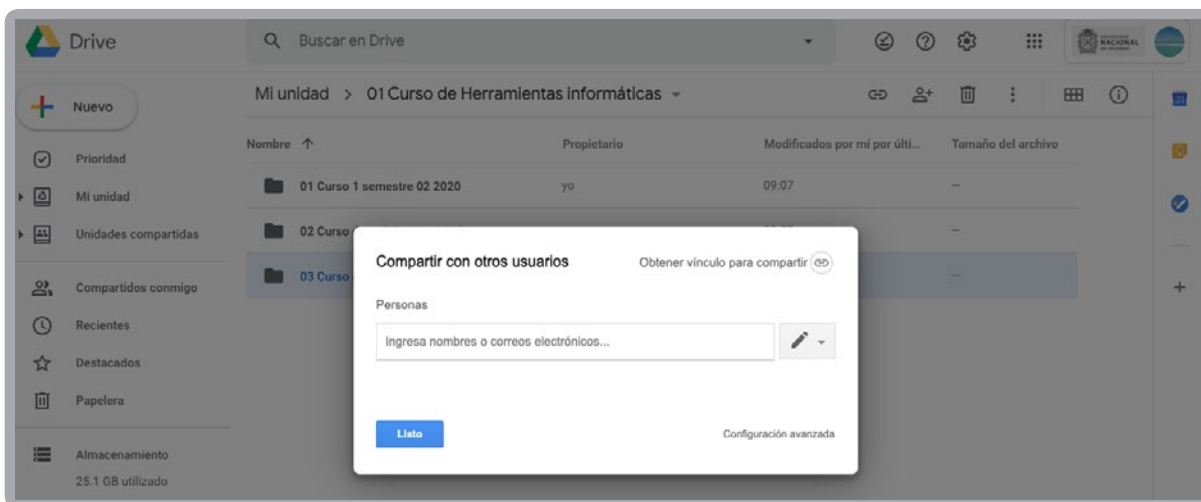 Drive
Buscar en Drive
NACIONAL
Nuevo
Mi unidad > 01 Curso de Herramientas informáticas
Nombre ↑ Propietario Modificados por mí por últi... Tamaño del archivo
Prioridad
01 Curso 1 semestre 02 2020 yo 09:07 —
Mi unidad
Unidades compartidas
02 Curso —
03 Curso —
Compartir con otros usuarios Obtener vínculo para compartir
Compartidos conmigo
Personas
Recientes
Ingresa nombres o correos electrónicos...
Destacados
Papelera
Listo Configuración avanzada
Almacenamiento
25.1 GB utilizado
31